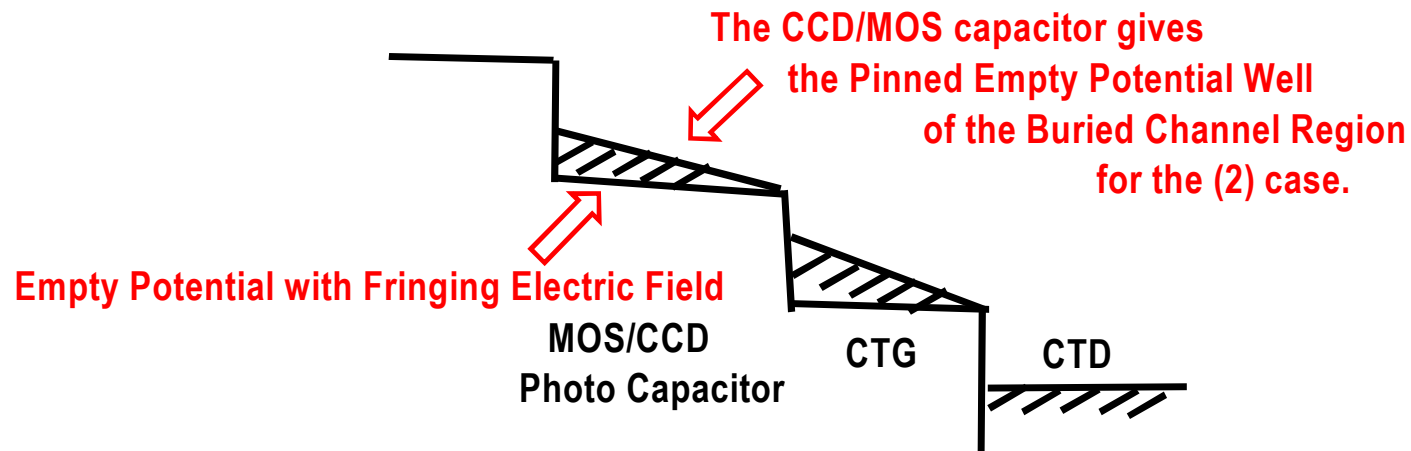 The CCD/MOS capacitor gives
the Pinned Empty Potential Well
of the Buried Channel Region
for the (2) case.
Empty Potential with Fringing Electric Field
MOS/CCD
Photo Capacitor
CTG
CTD